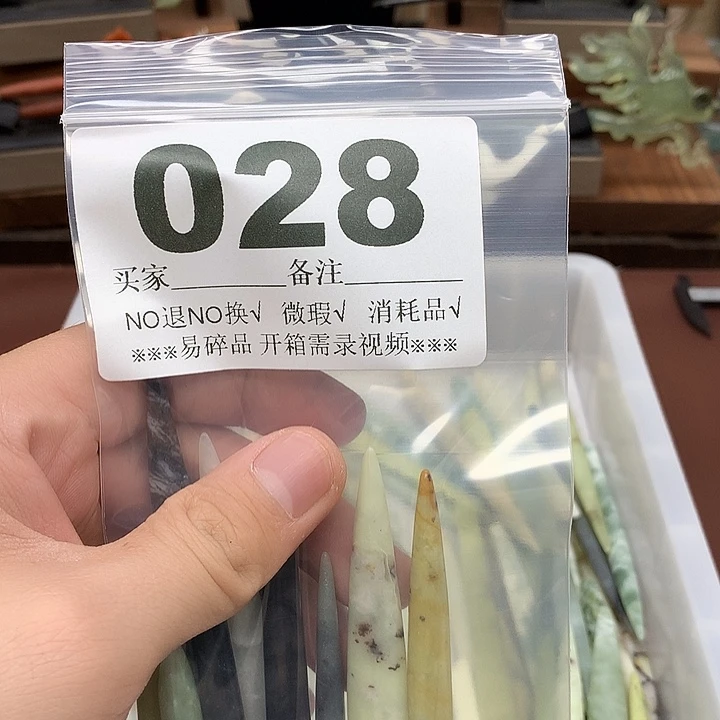 028
买家________备注________
NO退NO换√ 微瑕√ 消耗品√
※※※易碎品 开箱需录视频※※※